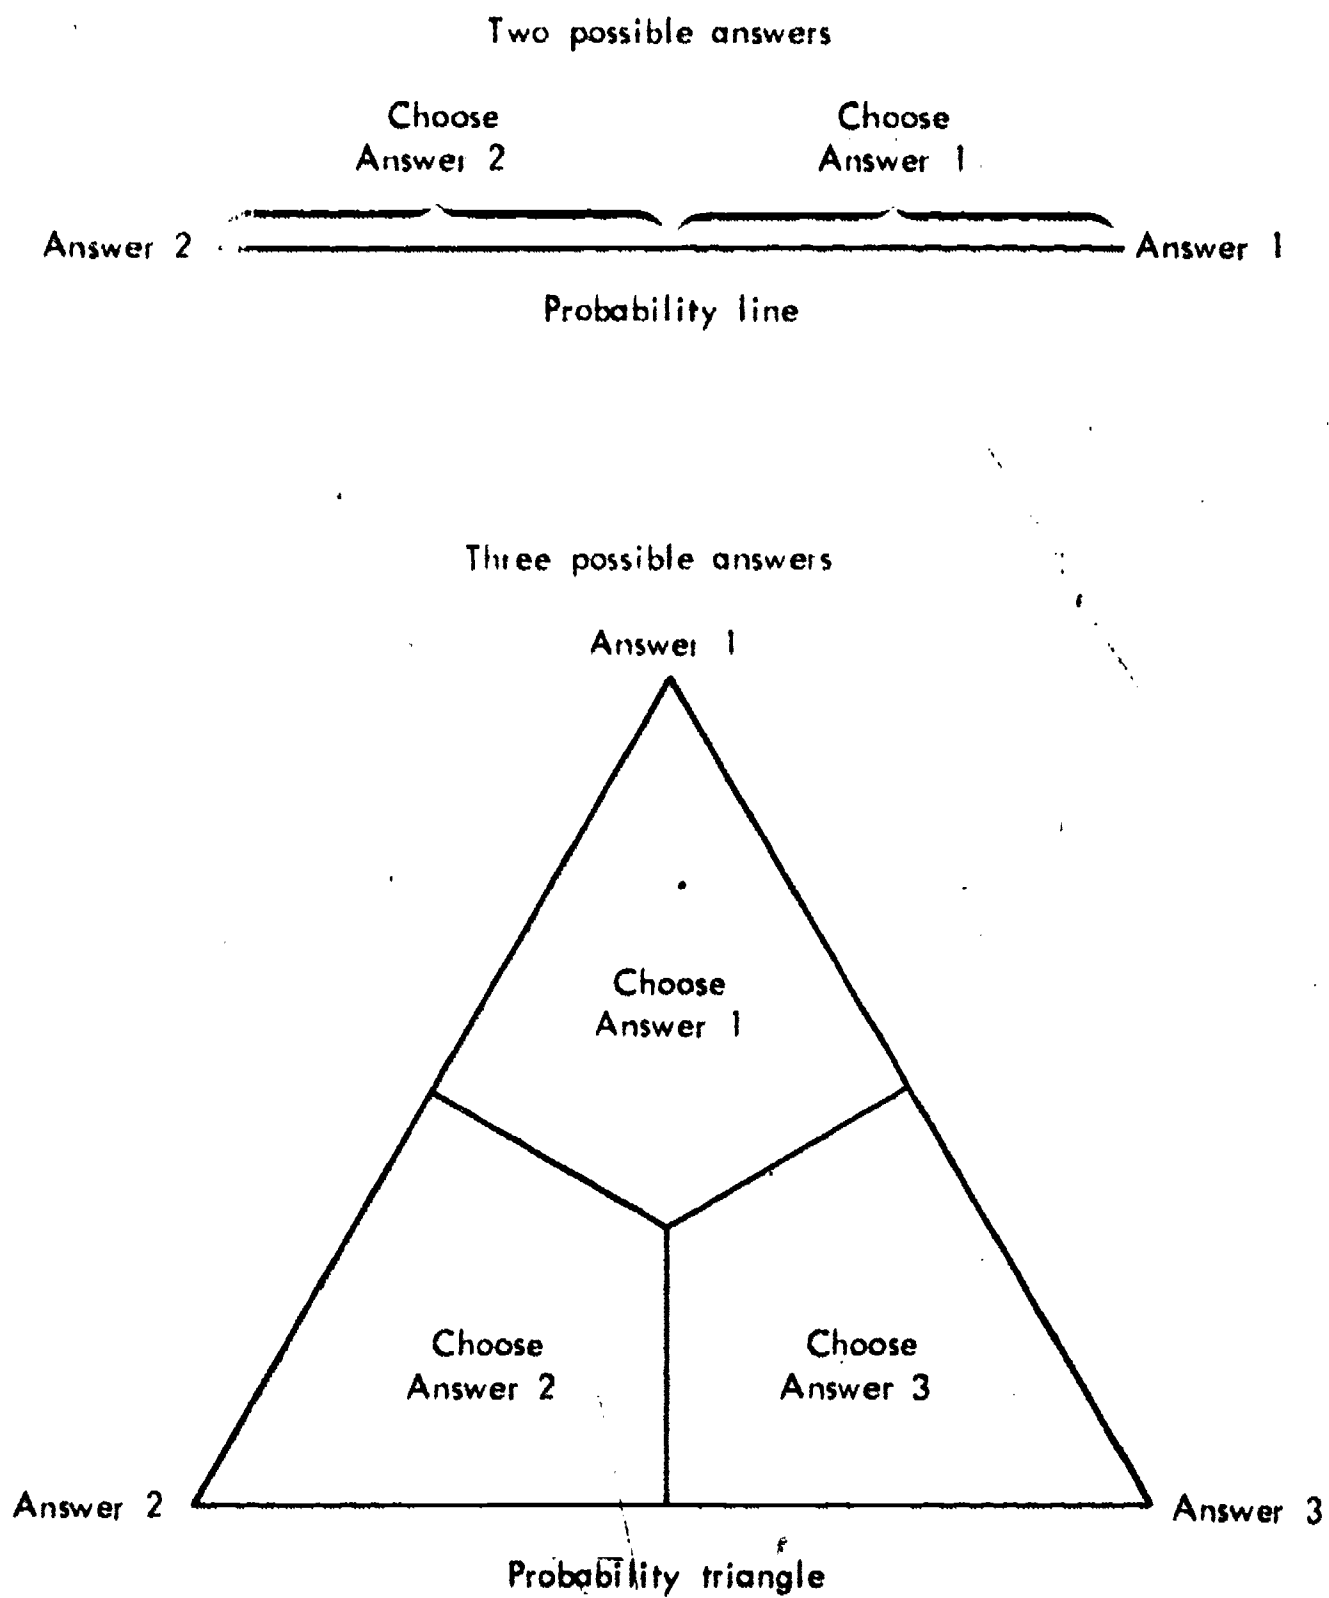 Two possible answers
Choose
Answer 2
Choose
Answer 1
Answer 2
Answer 1
Probability line
Three possible answers
Answer 1
Choose
Answer 1
Choose
Answer 2
Choose
Answer 3
Answer 2
Answer 3
Probability triangle